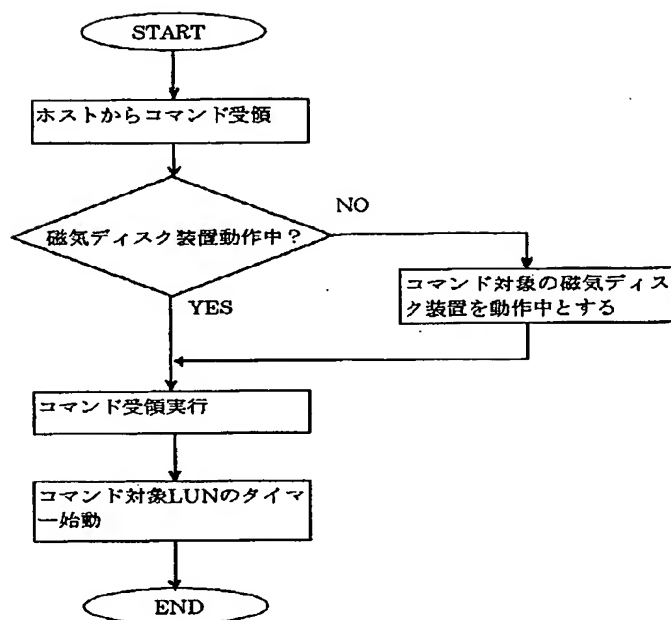 START
ホストからコマンド受領
磁気ディスク装置動作中？
NO
コマンド対象の磁気ディス
ク装置を動作中とする
YES
コマンド受領実行
コマンド対象LUNのタイマ
ー始動
END